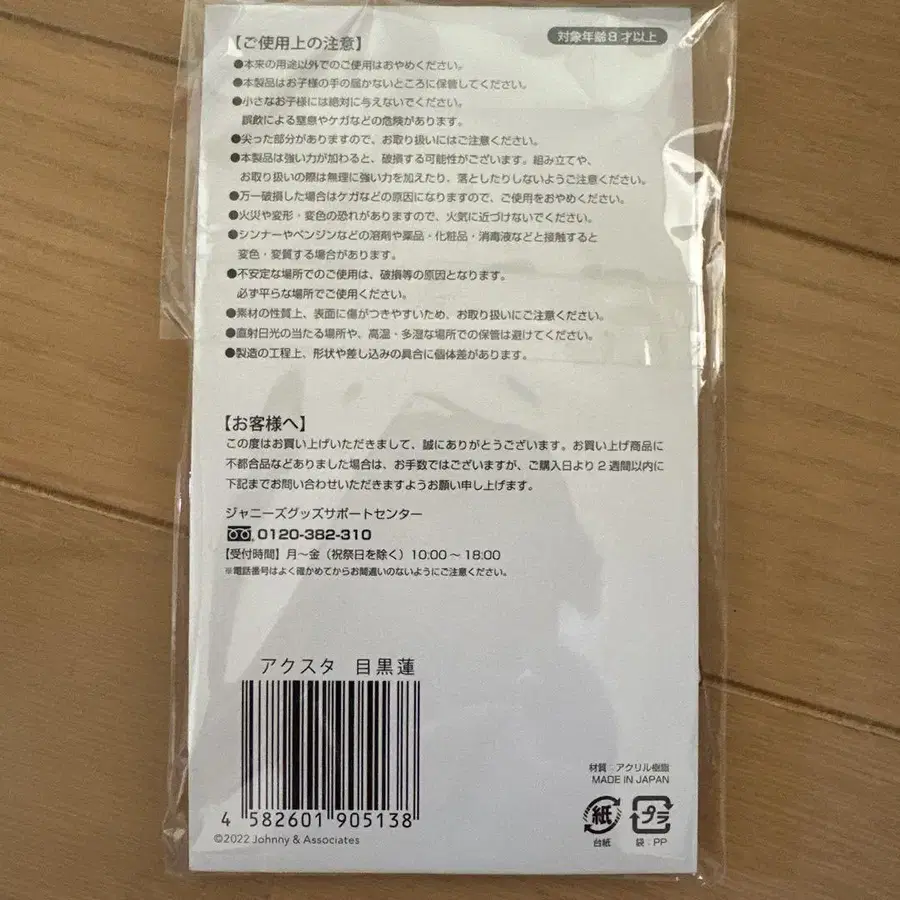 【ご使用上の注意】
対象年齢8才以上
●本来の用途以外でのご使用はおやめください。
●本製品はお子様の手の届かないところに保管してください。
●小さなお子様には絶対に与えないでください。
誤飲による窒息やケガなどの危険があります。
●尖った部分がありますので、お取り扱いにはご注意ください。
●本製品は強い力が加わると、破損する可能性がございます。組み立てや、
お取り扱いの際は無理に強い力を加えたり、落としたりしないようご注意ください。
●万一破損した場合はケガなどの原因になりますので、ご使用をおやめください。
●火災や変形・変色の恐れがありますので、火気に近づけないでください。
●シンナーやベンジンなどの溶剤や薬品・化粧品・消毒液などと接触すると
変色・変質する場合があります。
●不安定な場所でのご使用は、破損等の原因となります。
必ず平らな場所でご使用ください。
●素材の性質上、表面に傷がつきやすいため、お取り扱いにご注意ください。
●直射日光の当たる場所や、高温・多湿な場所での保管は避けてください。
●製造の工程上、形状や差し込みの具合に個体差があります。
【お客様へ】
この度はお買い上げいただきまして、誠にありがとうございます。お買い上げ商品に
不都合品などありました場合は、お手数ではございますが、ご購入日より2週間以内に
下記までお問い合わせいただきますようお願い申し上げます。
ジャニーズグッズサポートセンター
0120-382-310
【受付時間】月～金（祝祭日を除く）10:00～18:00
※電話番号はよく確かめてからお間違いのないようにご注意ください。
アクスタ 目黒蓮
4 582601 905138
©2022 Johnny & Associates
材質：アクリル樹脂
MADE IN JAPAN
紙 プラ
台紙 袋：PP